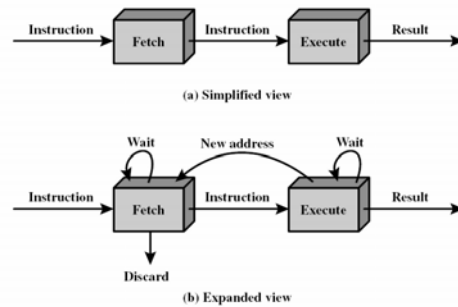 Instruction Instruction Result
Fetch Execute
(a) Simplified view
Wait New address Wait
Instruction Instruction Result
Fetch Execute
Discard
(b) Expanded view